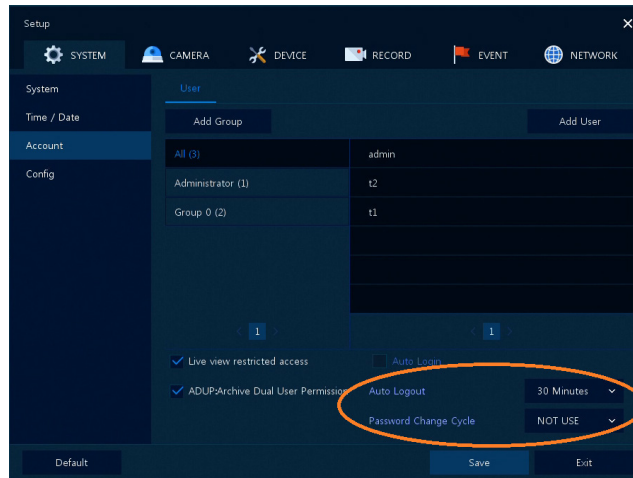 Setup
SYSTEM CAMERA DEVICE RECORD EVENT NETWORK
System User
Time / Date Add Group Add User
Account All (3) admin
Config Administrator (1) t2
Group 0 (2) t1
< 1 > < 1 >
Live view restricted access Auto Login
ADUP:Archive Dual User Permission Auto Logout 30 Minutes
Password Change Cycle NOT USE
Default Save Exit